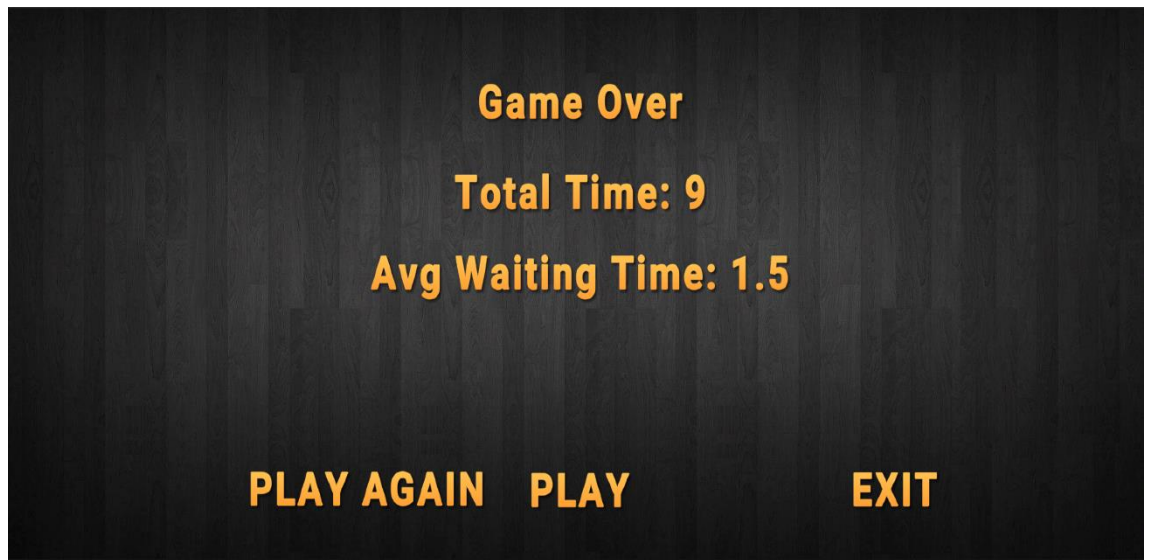 Game Over
Total Time: 9
Avg Waiting Time: 1.5
PLAY AGAIN PLAY EXIT